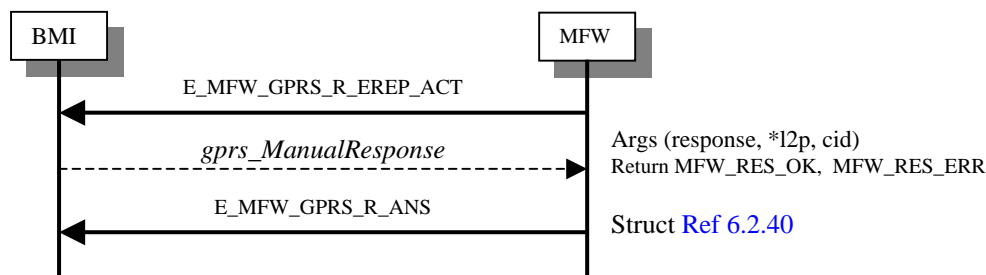 BMI
MFW
E_MFW_GPRS_R_EREP_ACT
gprs_ManualResponse
Args (response, *l2p, cid)
Return MFW_RES_OK, MFW_RES_ERR
E_MFW_GPRS_R_ANS
Struct Ref 6.2.40